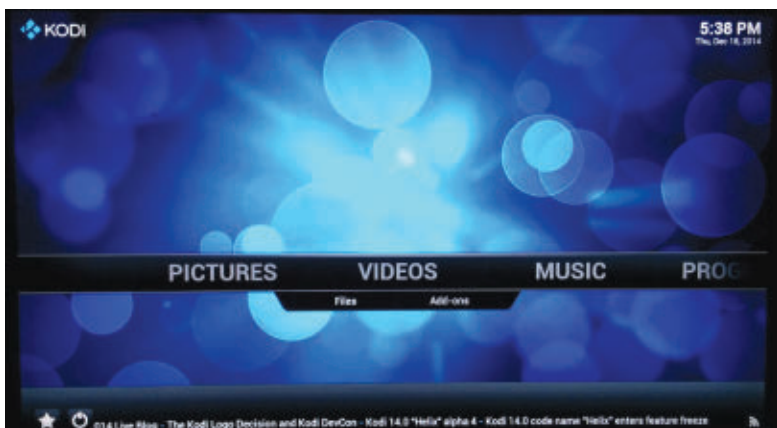 KODI
5:38 PM
Thu, Dec 18, 2014
PICTURES VIDEOS MUSIC PROG
Files Add-ons
014 Live Blog - The Kodi Logo Decision and Kodi DevCon - Kodi 14.0 "Helix" alpha 4 - Kodi 14.0 code name "Helix" enters feature freeze